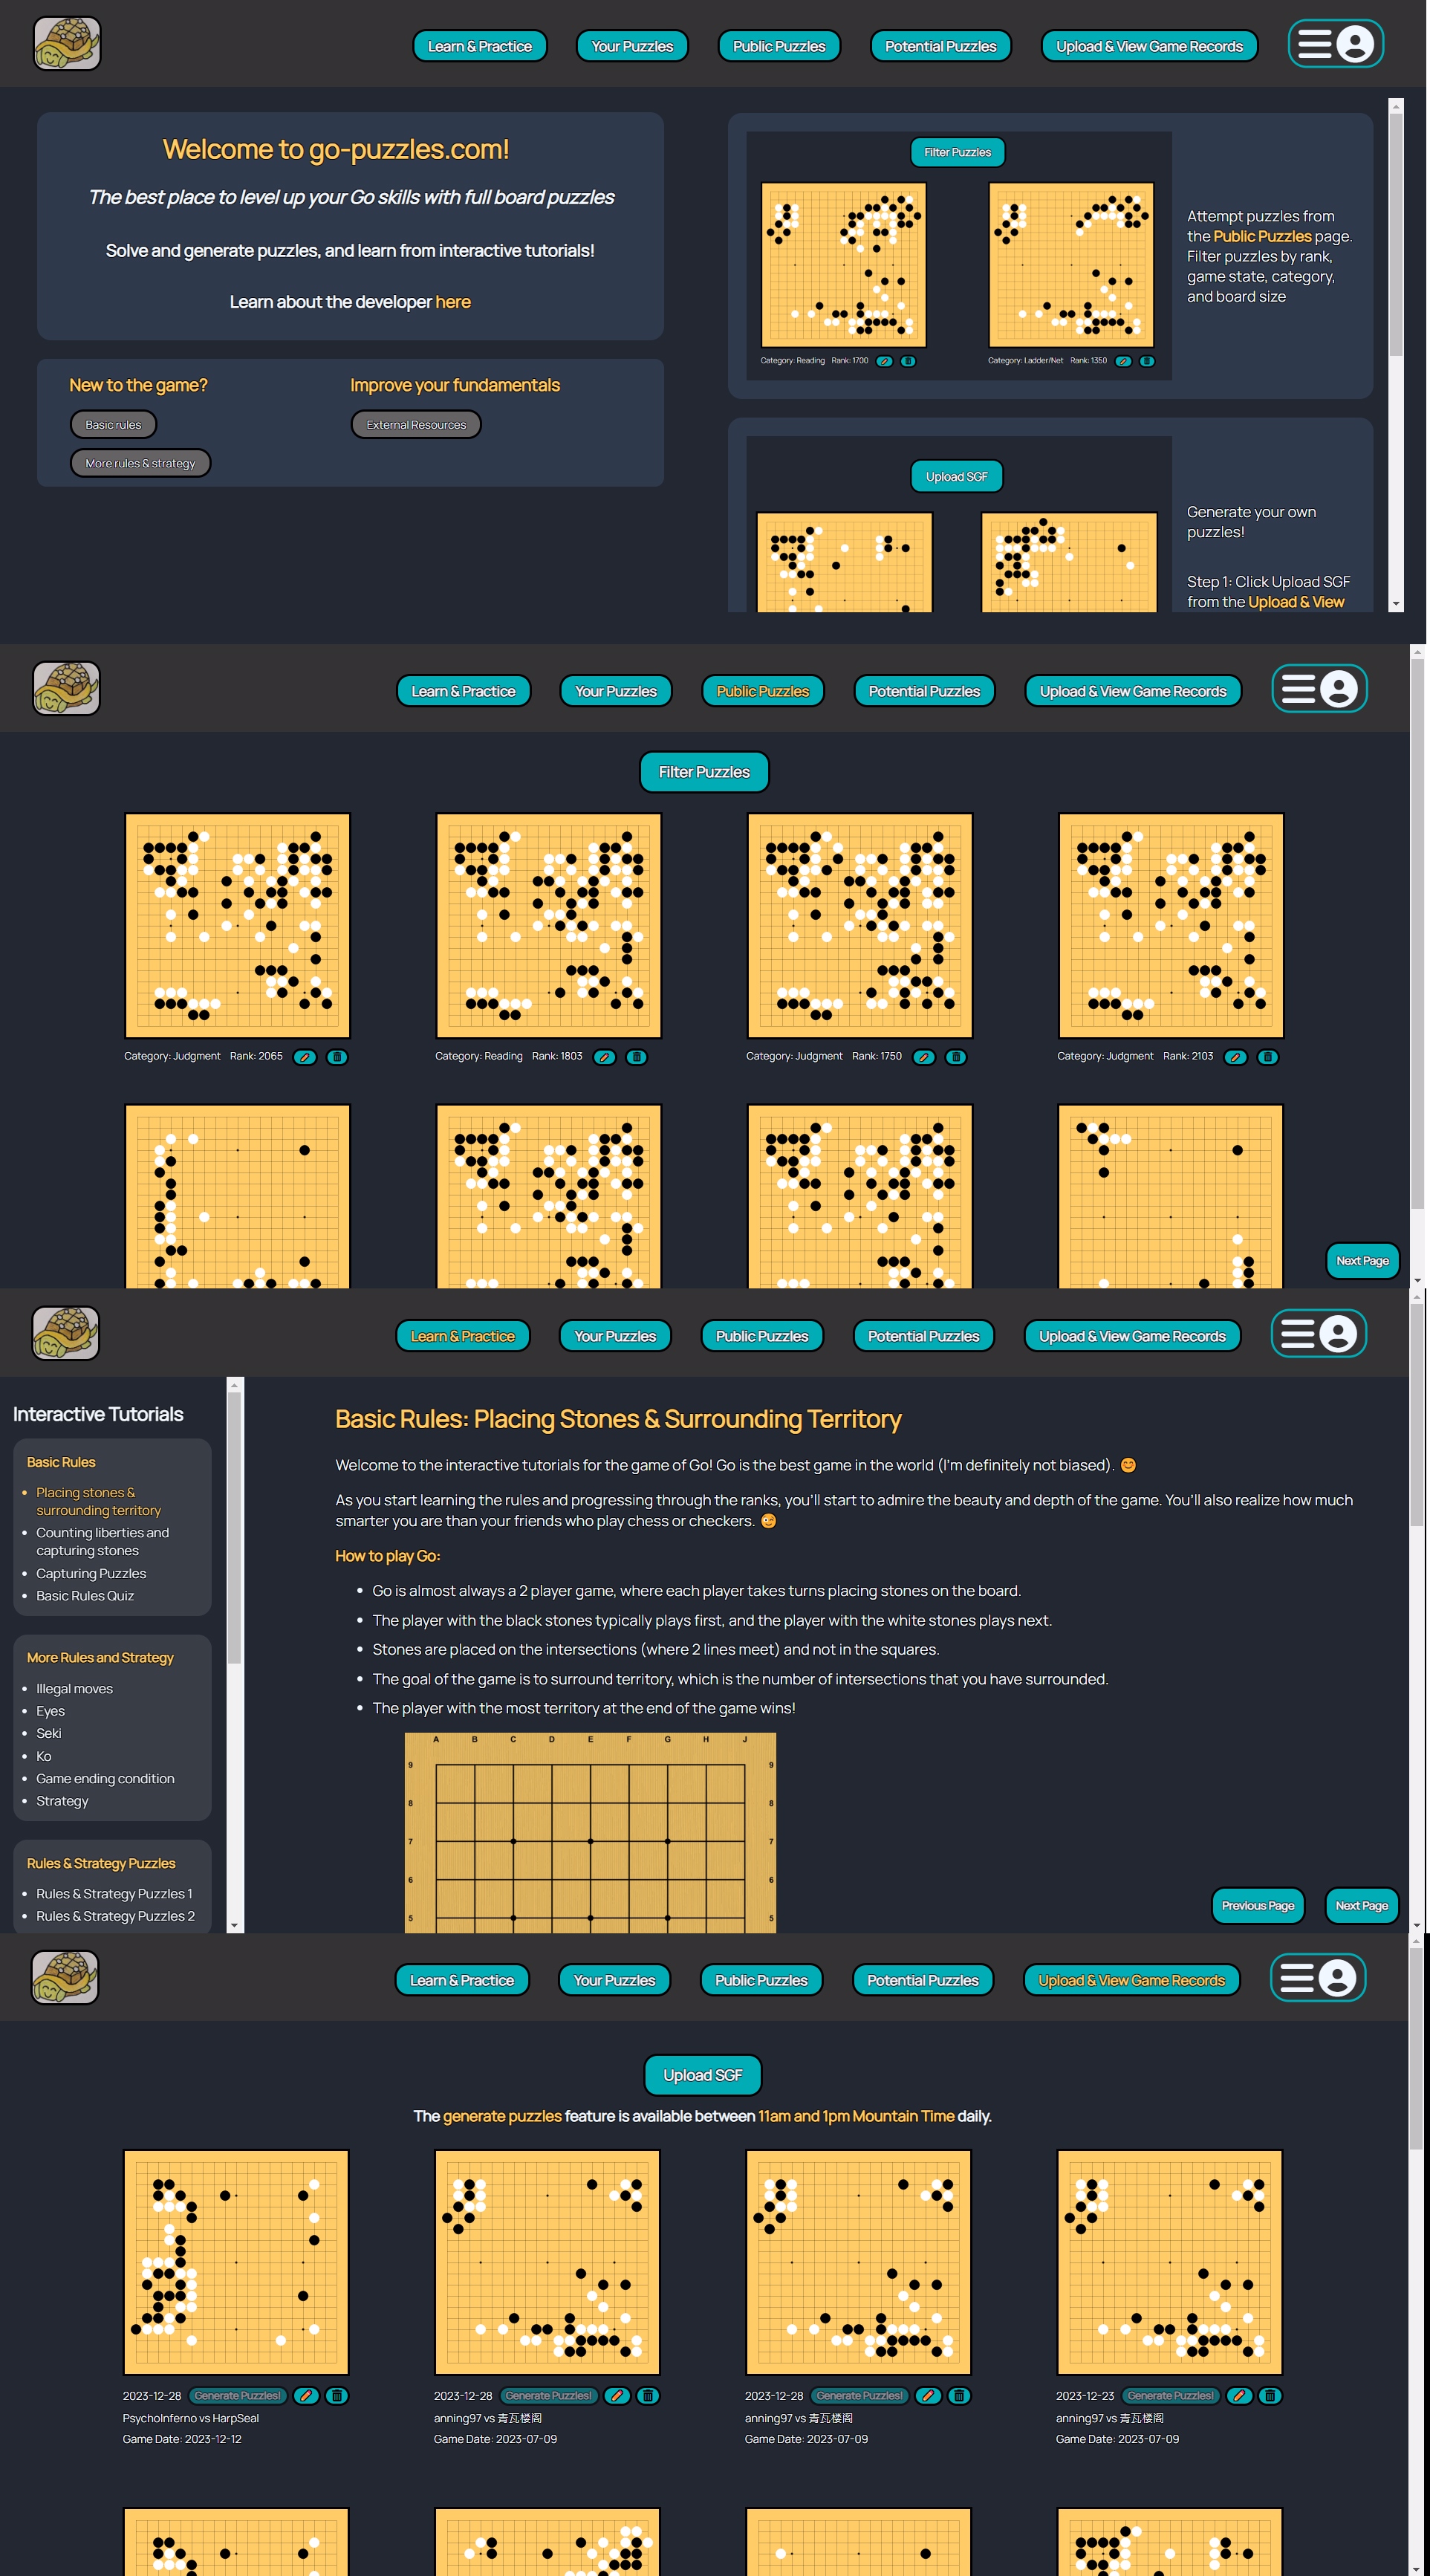 Learn & Practice
Your Puzzles
Public Puzzles
Potential Puzzles
Upload & View Game Records
Welcome to go-puzzles.com!
The best place to level up your Go skills with full board puzzles
Solve and generate puzzles, and learn from interactive tutorials!
Learn about the developer here
New to the game?
Basic rules
More rules & strategy
Improve your fundamentals
External Resources
Filter Puzzles
Category: Reading Rank: 1700
Category: Ladder/Net Rank: 1350
Attempt puzzles from
the Public Puzzles page.
Filter puzzles by rank,
game state, category,
and board size
Upload SGF
Generate your own
puzzles!
Step 1: Click Upload SGF
from the Upload & View
Learn & Practice
Your Puzzles
Public Puzzles
Potential Puzzles
Upload & View Game Records
Filter Puzzles
Category: Judgment Rank: 2065
Category: Reading Rank: 1803
Category: Judgment Rank: 1750
Category: Judgment Rank: 2103
Next Page
Learn & Practice
Your Puzzles
Public Puzzles
Potential Puzzles
Upload & View Game Records
Interactive Tutorials
Basic Rules
Placing stones &
surrounding territory
Counting liberties and
capturing stones
Capturing Puzzles
Basic Rules Quiz
More Rules and Strategy
Illegal moves
Eyes
Seki
Ko
Game ending condition
Strategy
Rules & Strategy Puzzles
Rules & Strategy Puzzles 1
Rules & Strategy Puzzles 2
Basic Rules: Placing Stones & Surrounding Territory
Welcome to the interactive tutorials for the game of Go! Go is the best game in the world (I'm definitely not biased). 😊
As you start learning the rules and progressing through the ranks, you'll start to admire the beauty and depth of the game. You'll also realize how much
smarter you are than your friends who play chess or checkers. 😉
How to play Go:
Go is almost always a 2 player game, where each player takes turns placing stones on the board.
The player with the black stones typically plays first, and the player with the white stones plays next.
Stones are placed on the intersections (where 2 lines meet) and not in the squares.
The goal of the game is to surround territory, which is the number of intersections that you have surrounded.
The player with the most territory at the end of the game wins!
A B C D E F G H J
9 9
8 8
7 7
6 6
5 5
Previous Page
Next Page
Learn & Practice
Your Puzzles
Public Puzzles
Potential Puzzles
Upload & View Game Records
Upload SGF
The generate puzzles feature is available between 11am and 1pm Mountain Time daily.
2023-12-28 Generate Puzzles!
PsychoInferno vs HarpSeal
Game Date: 2023-12-12
2023-12-28 Generate Puzzles!
anning97 vs 青瓦楼阁
Game Date: 2023-07-09
2023-12-28 Generate Puzzles!
anning97 vs 青瓦楼阁
Game Date: 2023-07-09
2023-12-23 Generate Puzzles!
anning97 vs 青瓦楼阁
Game Date: 2023-07-09